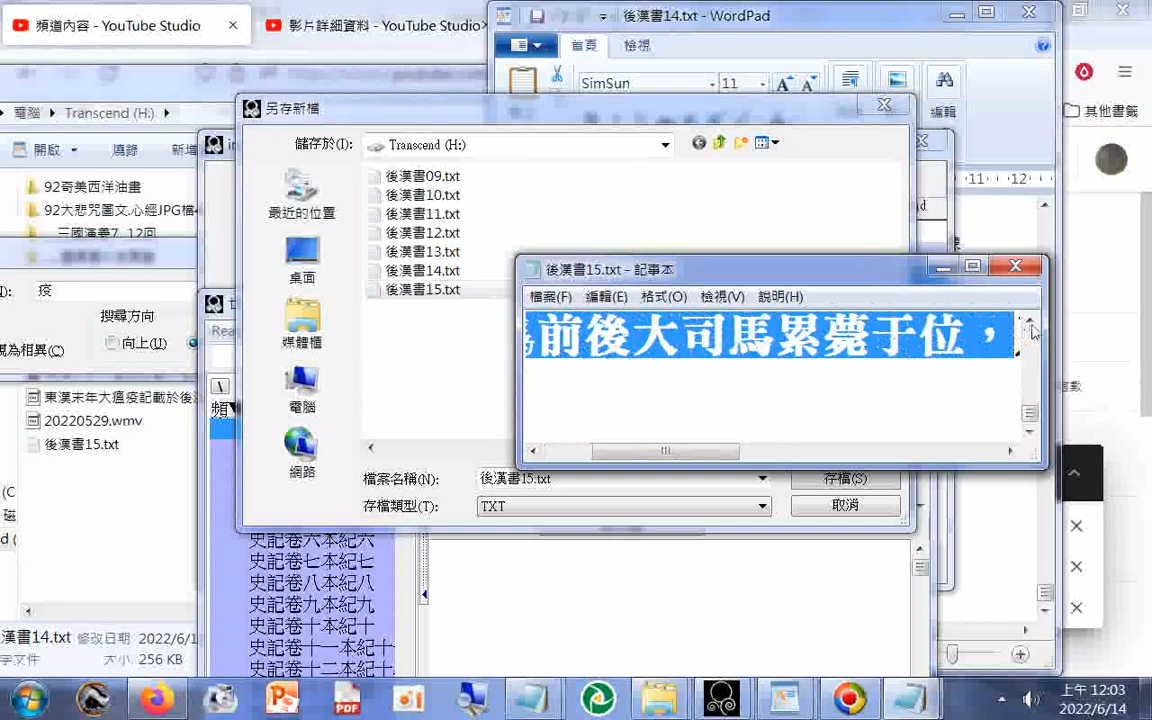 頻道內容 - YouTube Studio
影片詳細資料 - YouTube Studio
後漢書14.txt - WordPad
首頁
檢視
SimSun
11
編輯
其他書籤
電腦
Transcend (H:)
開啟
燒錄
新增
92奇美西洋油畫
92大悲咒圖文.心經JPG檔
三國演義7_12回
疫
搜尋方向
視為相異(C)
向上(U)
東漢末年大瘟疫記載於後
20220529.wmv
後漢書15.txt
漢書14.txt 修改日期 2022/6/1
字文件
大小 256 KB
另存新檔
儲存於(I):
Transcend (H:)
最近的位置
桌面
媒體櫃
電腦
網路
後漢書09.txt
後漢書10.txt
後漢書11.txt
後漢書12.txt
後漢書13.txt
後漢書14.txt
後漢書15.txt
檔案名稱(N):
後漢書15.txt
存檔(S)
存檔類型(T):
TXT
取消
後漢書15.txt - 記事本
檔案(F)
編輯(E)
格式(O)
檢視(V)
說明(H)
前後大司馬累薨于位，
11
12
史記卷六本紀六
史記卷七本紀七
史記卷八本紀八
史記卷九本紀九
史記卷十本紀十
史記卷十一本紀十
史記卷十二本紀十
上午 12:03
2022/6/14